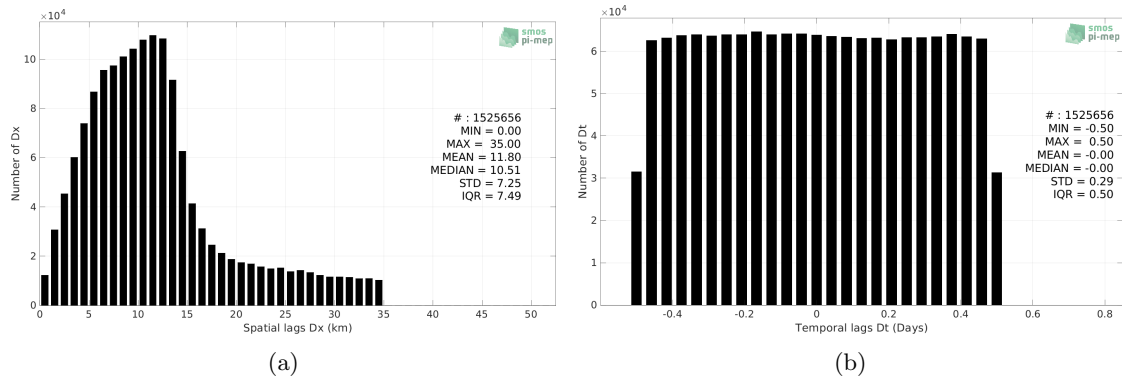 ×10⁴
smos
pi-mep
10
8
6
4
2
0
Number of Dx
# : 1525656
MIN = 0.00
MAX = 35.00
MEAN = 11.80
MEDIAN = 10.51
STD = 7.25
IQR = 7.49
0 5 10 15 20 25 30 35 40 45 50
Spatial lags Dx (km)
(a)
×10⁴
smos
pi-mep
6
5
4
3
2
1
0
Number of Dt
# : 1525656
MIN = -0.50
MAX = 0.50
MEAN = -0.00
MEDIAN = -0.00
STD = 0.29
IQR = 0.50
-0.4 -0.2 0 0.2 0.4 0.6 0.8
Temporal lags Dt (Days)
(b)